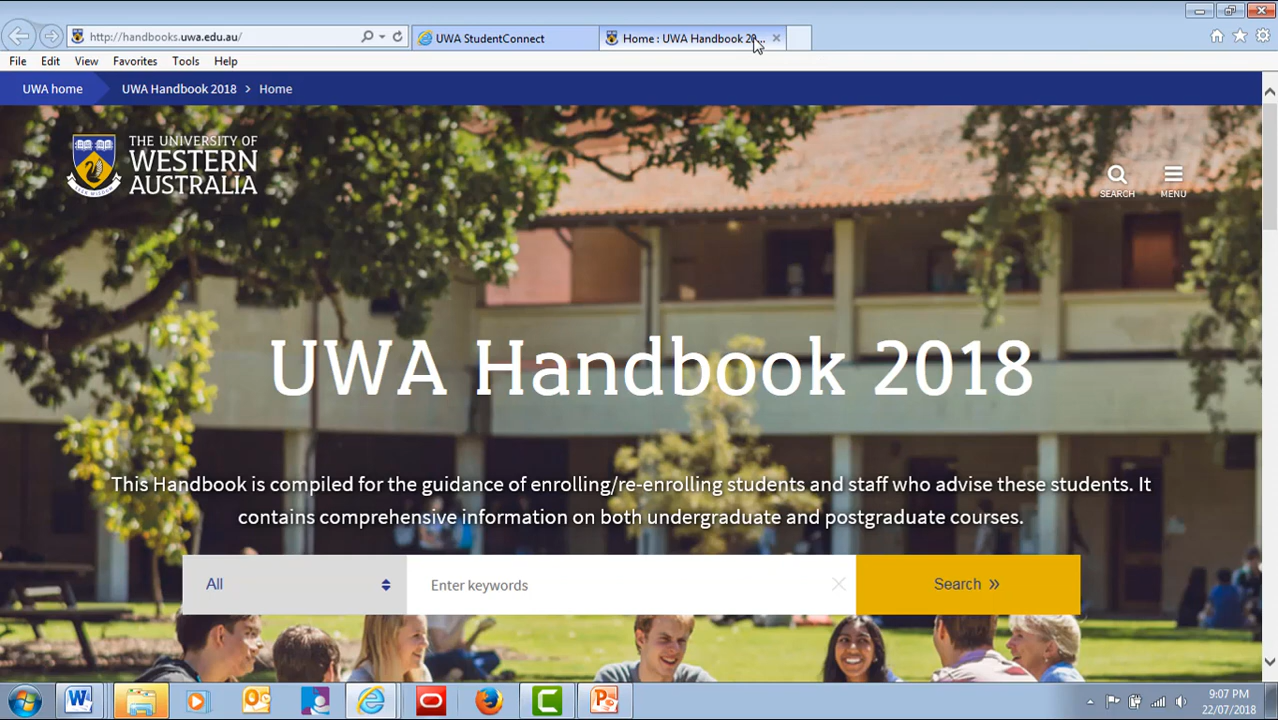 http://handbooks.uwa.edu.au/
UWA StudentConnect
Home : UWA Handbook 20...
File Edit View Favorites Tools Help
UWA home UWA Handbook 2018 > Home
THE UNIVERSITY OF
WESTERN
AUSTRALIA
SEARCH
MENU
UWA Handbook 2018
This Handbook is compiled for the guidance of enrolling/re-enrolling students and staff who advise these students. It
contains comprehensive information on both undergraduate and postgraduate courses.
All
Enter keywords
Search »
9:07 PM
22/07/2018